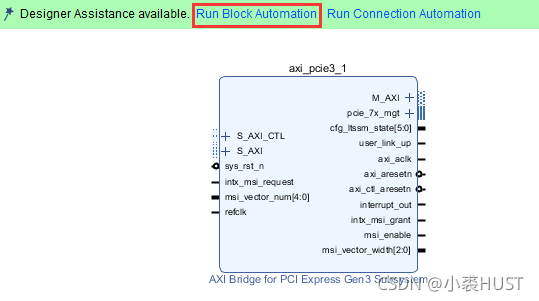 Designer Assistance available. Run Block Automation Run Connection Automation
axi_pcie3_1
M_AXI
pcie_7x_mgt
cfg_ltssm_state[5:0]
S_AXI_CTL
user_link_up
S_AXI
axi_aclk
sys_rst_n
axi_aresetn
intx_msi_request
axi_ctl_aresetn
msi_vector_num[4:0]
interrupt_out
refclk
intx_msi_grant
msi_enable
msi_vector_width[2:0]
AXI Bridge for PCI Express Gen3 Subsystem
CSDN @小裘HUST